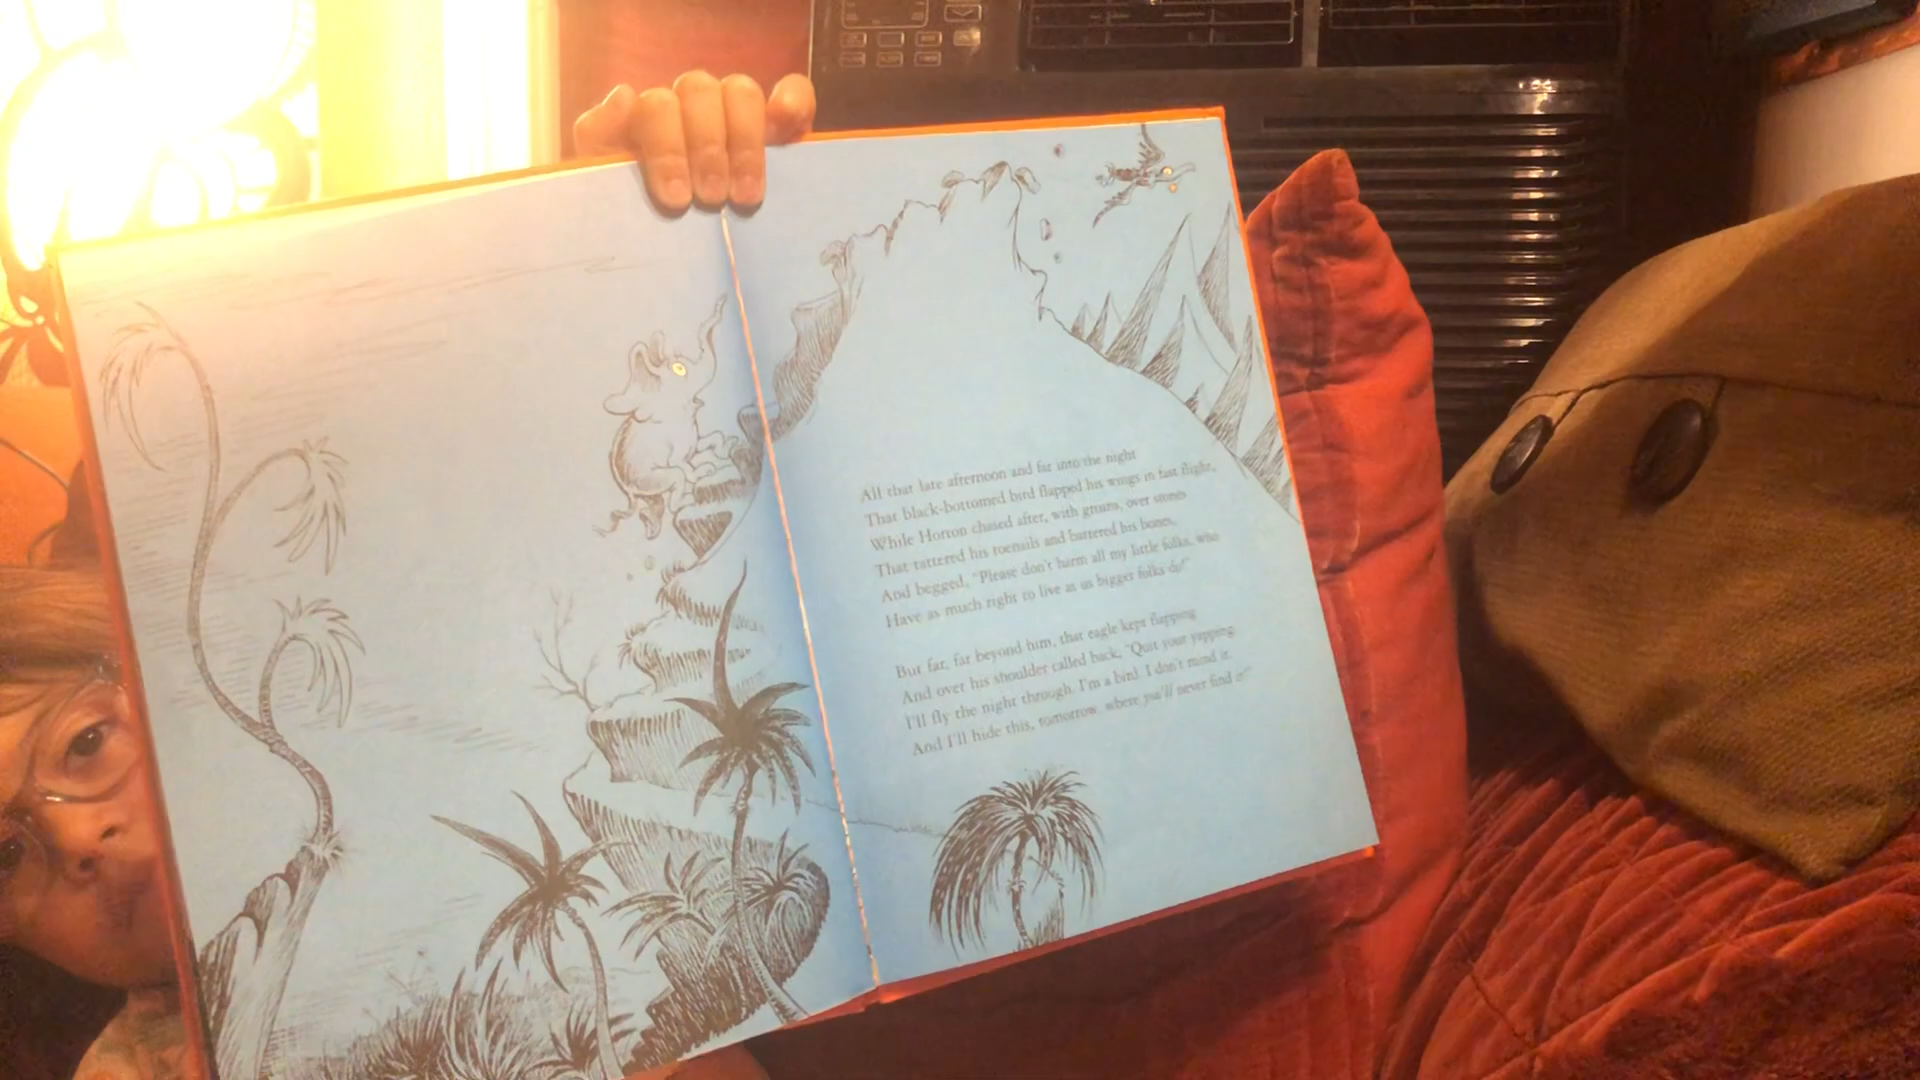 All that late afternoon and far into the night
That black-bottomed bird flapped his wings in fast flight,
While Horton chased after, with groans, over stones
That tattered his toenails and battered his bones,
And begged, "Please don't harm all my little folks, who
Have as much right to live as us bigger folks do!"
But far, far beyond him, that eagle kept flapping
And over his shoulder called back, "Quit your yapping.
I'll fly the night through. I'm a bird. I don't mind it.
And I'll hide this, tomorrow, where you'll never find it!"